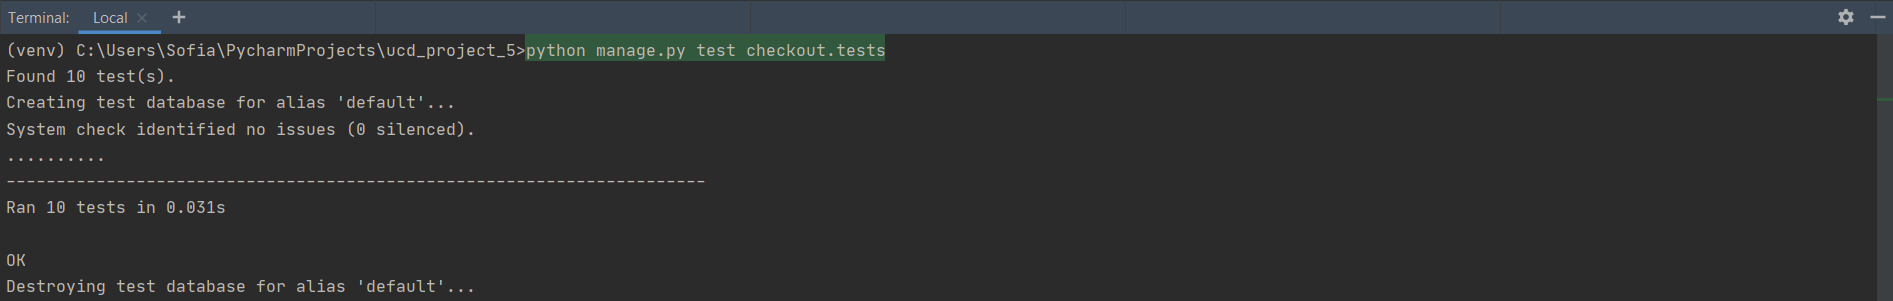 Terminal: Local × +
(venv) C:\Users\Sofia\PycharmProjects\ucd_project_5>python manage.py test checkout.tests
Found 10 test(s).
Creating test database for alias 'default'...
System check identified no issues (0 silenced).
..........
----------------------------------------------------------------------
Ran 10 tests in 0.031s
OK
Destroying test database for alias 'default'...